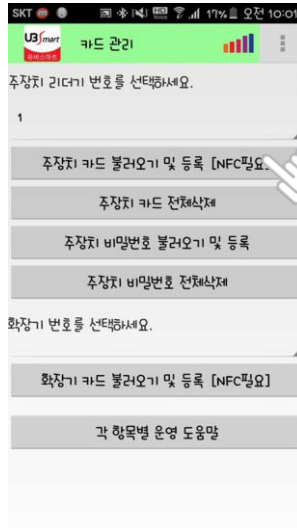 SKT 17% 오전 10:01
UBSmart
유비스마트
카드 관리
주장치 리더기 번호를 선택하세요.
1
주장치 카드 불러오기 및 등록 [NFC필요]
주장치 카드 전체삭제
주장치 비밀번호 불러오기 및 등록
주장치 비밀번호 전체삭제
확장기 번호를 선택하세요.
확장기 카드 불러오기 및 등록 [NFC필요]
각 항목별 운영 도움말